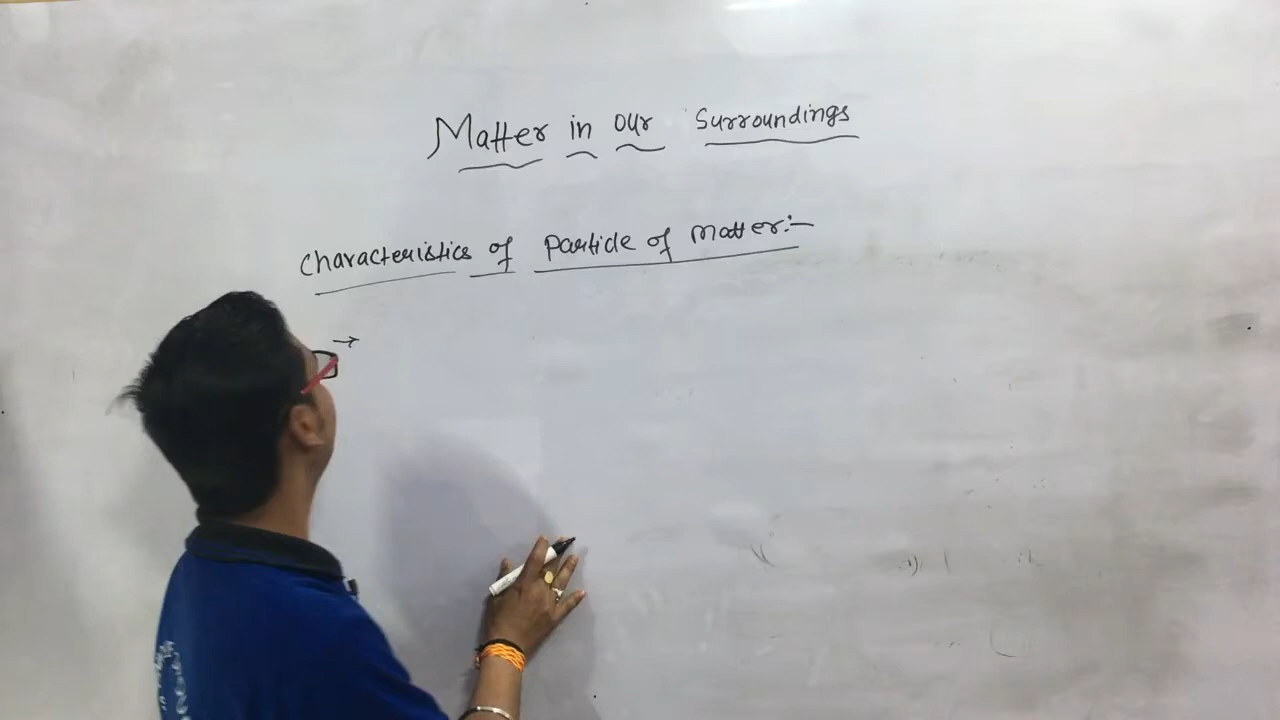 Matter in our Surroundings
characteristics of particle of matter:-
→